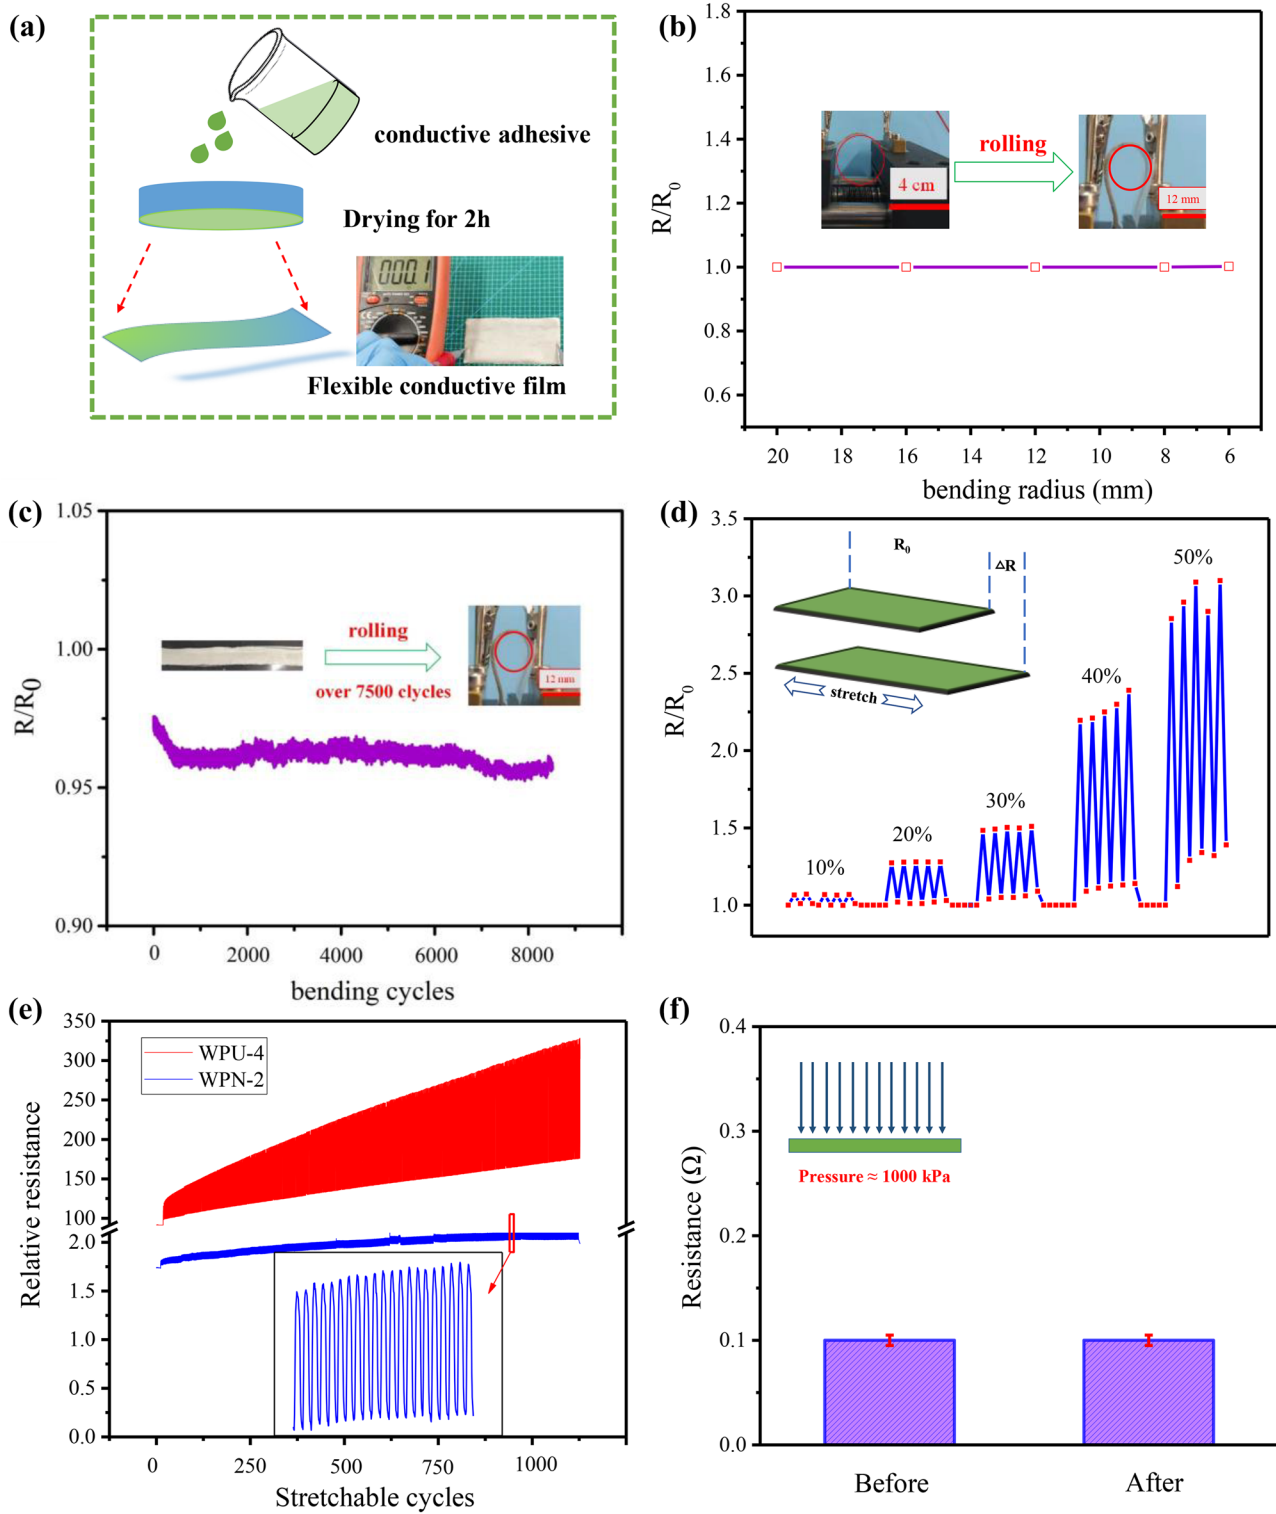 (a)
conductive adhesive
Drying for 2h
000.1
Flexible conductive film
(b)
1.8
1.6
1.4
1.2
1.0
0.8
0.6
R/R0
4 cm
rolling
12 mm
20 18 16 14 12 10 8 6
bending radius (mm)
(c)
1.05
1.00
0.95
0.90
R/R0
rolling
over 7500 clycles
12 mm
0 2000 4000 6000 8000
bending cycles
(d)
3.5
3.0
2.5
2.0
1.5
1.0
R/R0
R0
△R
stretch
10%
20%
30%
40%
50%
(e)
350
300
250
200
150
100
2.0
1.5
1.0
0.5
0.0
Relative resistance
WPU-4
WPN-2
0 250 500 750 1000
Stretchable cycles
(f)
0.4
0.3
0.2
0.1
0.0
Resistance (Ω)
Pressure ≈ 1000 kPa
Before After